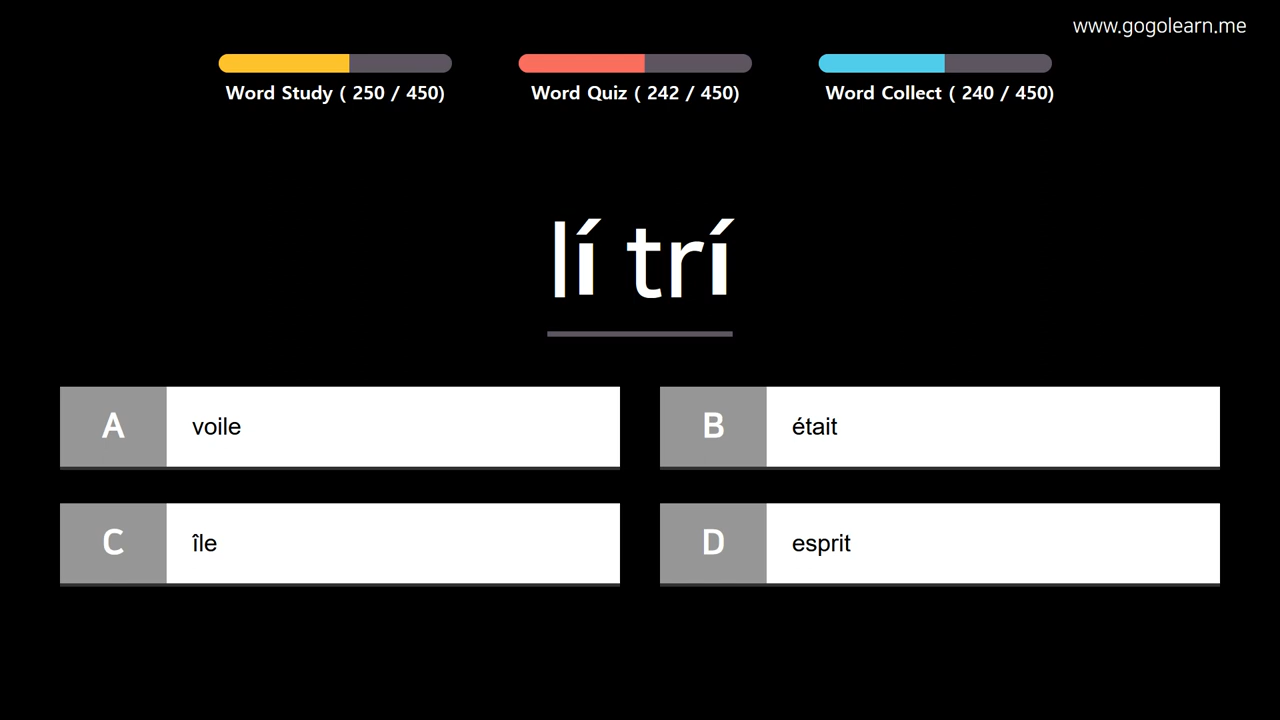 www.gogolearn.me
Word Study ( 250 / 450)
Word Quiz ( 242 / 450)
Word Collect ( 240 / 450)
lí trí
A voile
B était
C île
D esprit